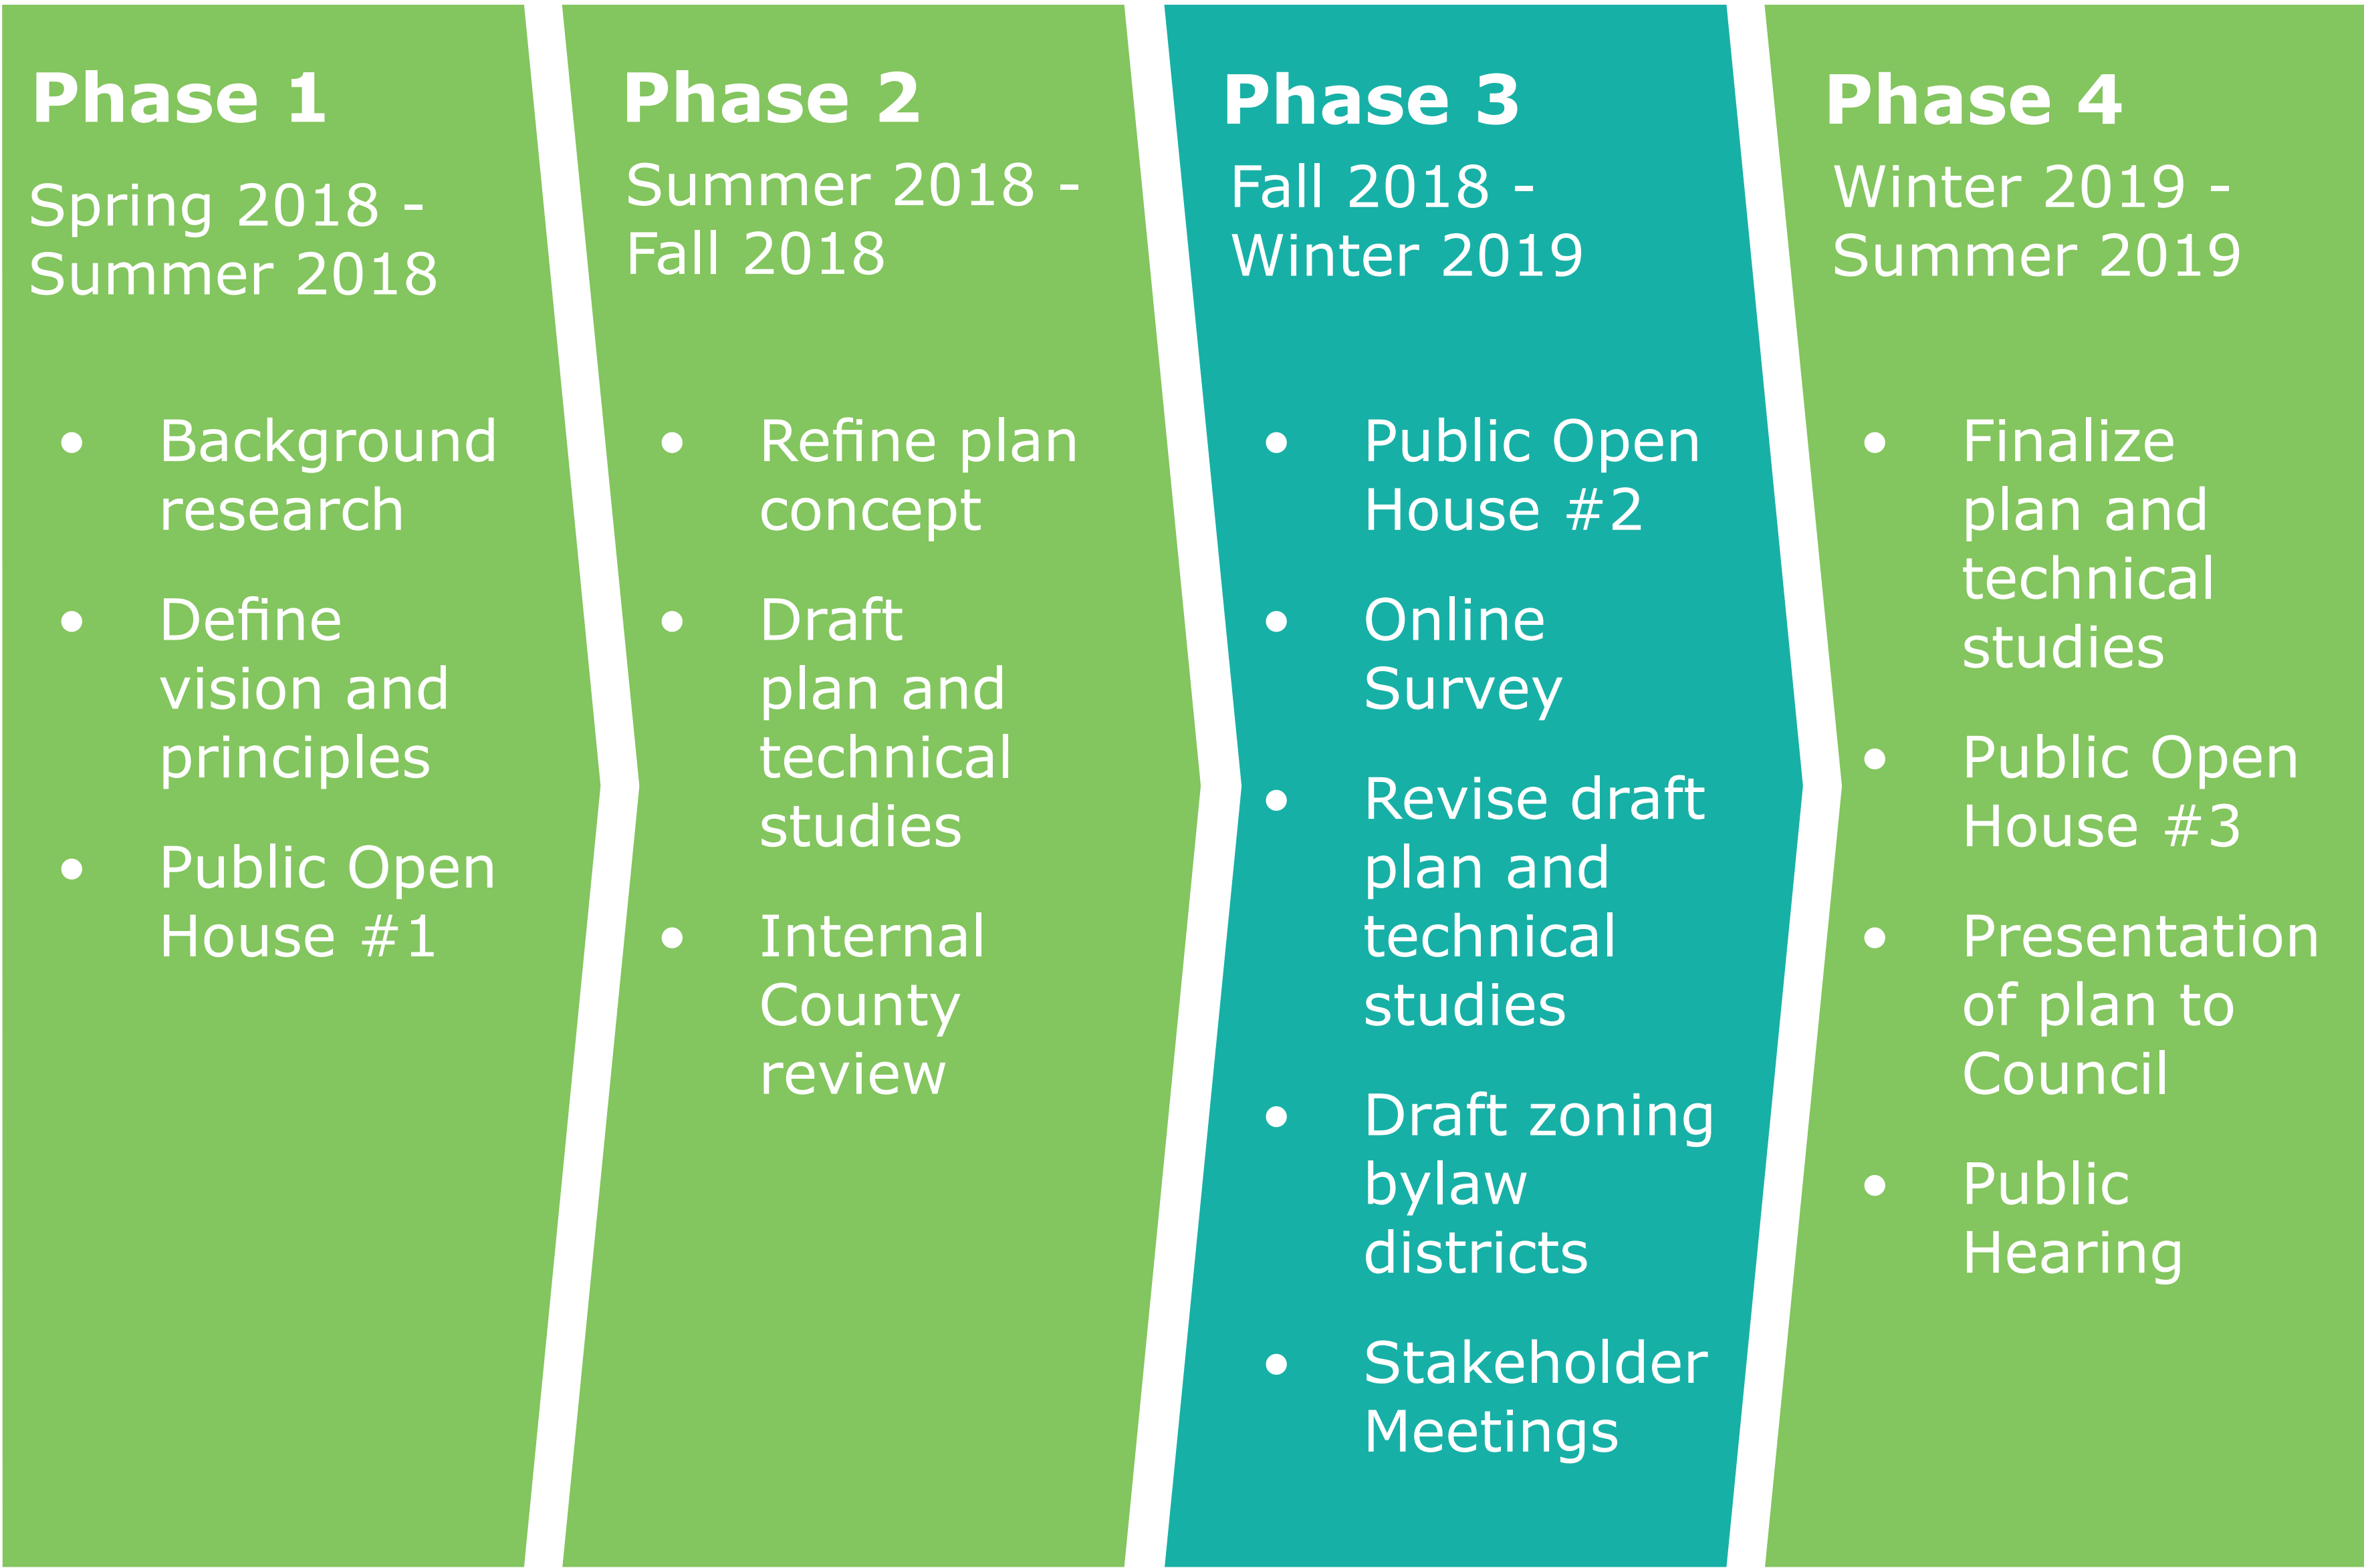 Phase 1
Spring 2018 -
Summer 2018
• Background
research
• Define
vision and
principles
• Public Open
House #1
Phase 2
Summer 2018 -
Fall 2018
• Refine plan
concept
• Draft
plan and
technical
studies
• Internal
County
review
Phase 3
Fall 2018 -
Winter 2019
• Public Open
House #2
• Online
Survey
• Revise draft
plan and
technical
studies
• Draft zoning
bylaw
districts
• Stakeholder
Meetings
Phase 4
Winter 2019 -
Summer 2019
• Finalize
plan and
technical
studies
• Public Open
House #3
• Presentation
of plan to
Council
• Public
Hearing